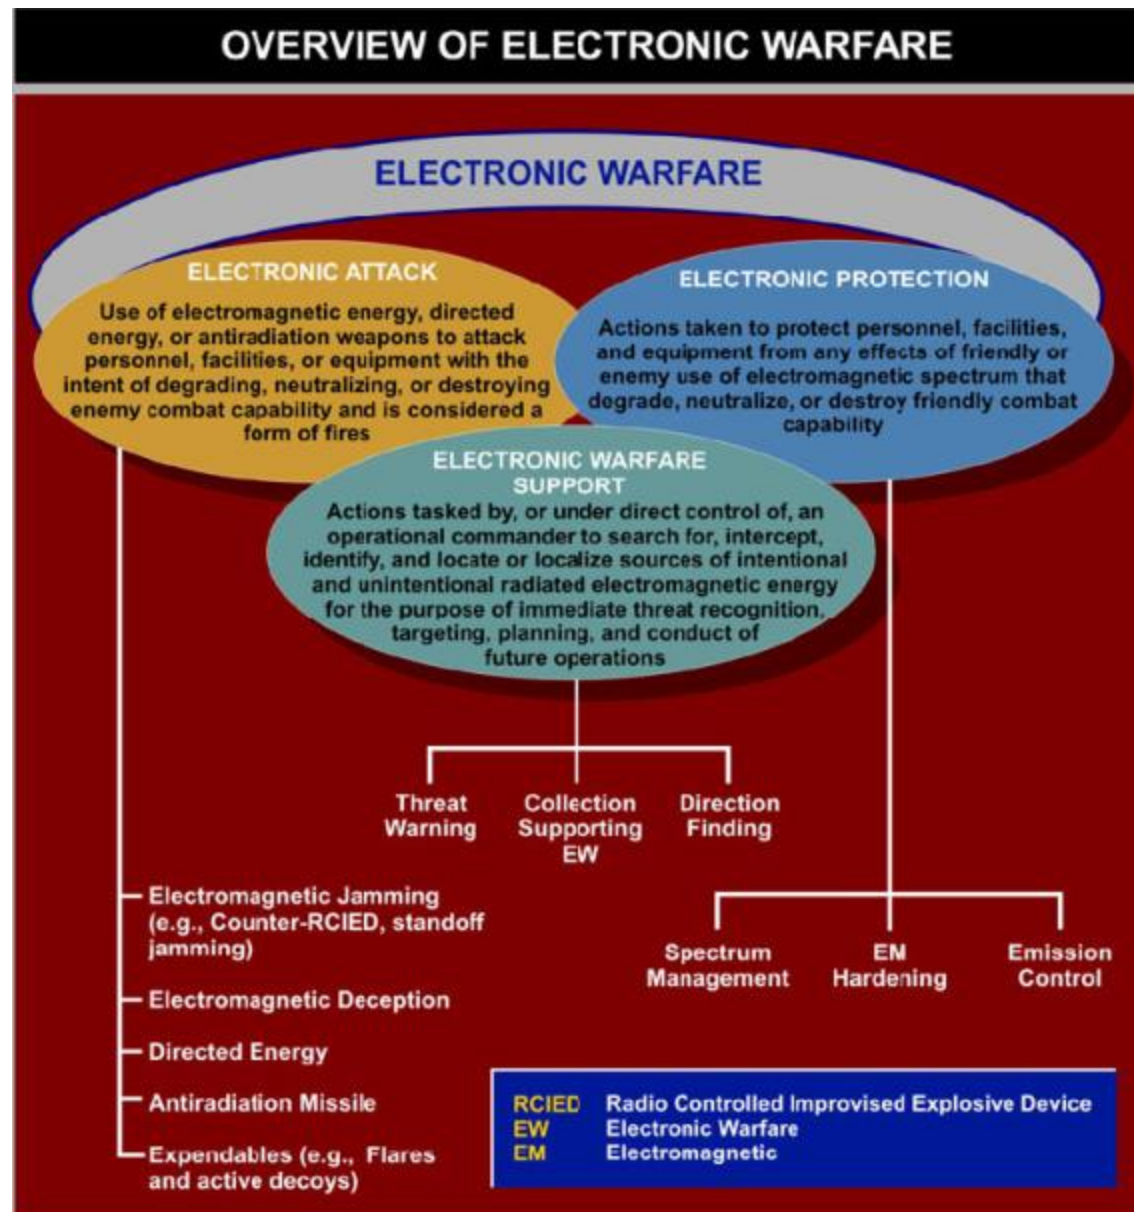 OVERVIEW OF ELECTRONIC WARFARE
ELECTRONIC WARFARE
ELECTRONIC ATTACK
Use of electromagnetic energy, directed
energy, or antiradiation weapons to attack
personnel, facilities, or equipment with the
intent of degrading, neutralizing, or destroying
enemy combat capability and is considered a
form of fires
ELECTRONIC PROTECTION
Actions taken to protect personnel, facilities,
and equipment from any effects of friendly or
enemy use of electromagnetic spectrum that
degrade, neutralize, or destroy friendly combat
capability
ELECTRONIC WARFARE
SUPPORT
Actions tasked by, or under direct control of, an
operational commander to search for, intercept,
identify, and locate or localize sources of intentional
and unintentional radiated electromagnetic energy
for the purpose of immediate threat recognition,
targeting, planning, and conduct of
future operations
Threat
Warning
Collection
Supporting
EW
Direction
Finding
Electromagnetic Jamming
(e.g., Counter-RCIED, standoff
jamming)
Electromagnetic Deception
Directed Energy
Antiradiation Missile
Expendables (e.g., Flares
and active decoys)
Spectrum
Management
EM
Hardening
Emission
Control
RCIED Radio Controlled Improvised Explosive Device
EW Electronic Warfare
EM Electromagnetic